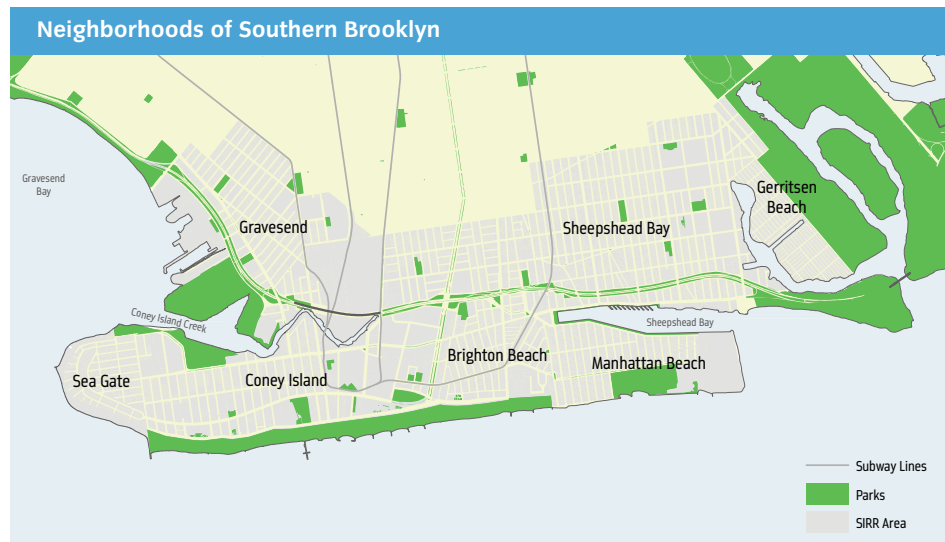 Neighborhoods of Southern Brooklyn
Gravesend
Bay
Gerritsen
Beach
Gravesend
Sheepshead Bay
Coney Island Creek
Sheepshead Bay
Brighton Beach
Manhattan Beach
Sea Gate
Coney Island
Subway Lines
Parks
SIRR Area